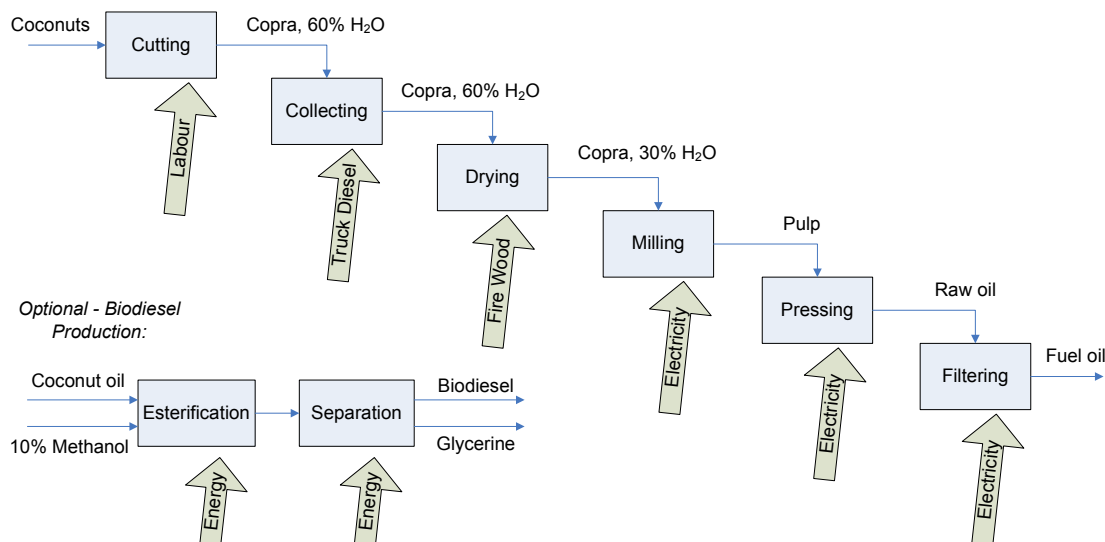 Coconuts
Cutting
Copra, 60% H₂O
Labour
Collecting
Copra, 60% H₂O
Truck Diesel
Drying
Copra, 30% H₂O
Fire Wood
Milling
Pulp
Electricity
Pressing
Raw oil
Electricity
Filtering
Fuel oil
Electricity
Optional - Biodiesel
Production:
Coconut oil
10% Methanol
Esterification
Energy
Separation
Energy
Biodiesel
Glycerine